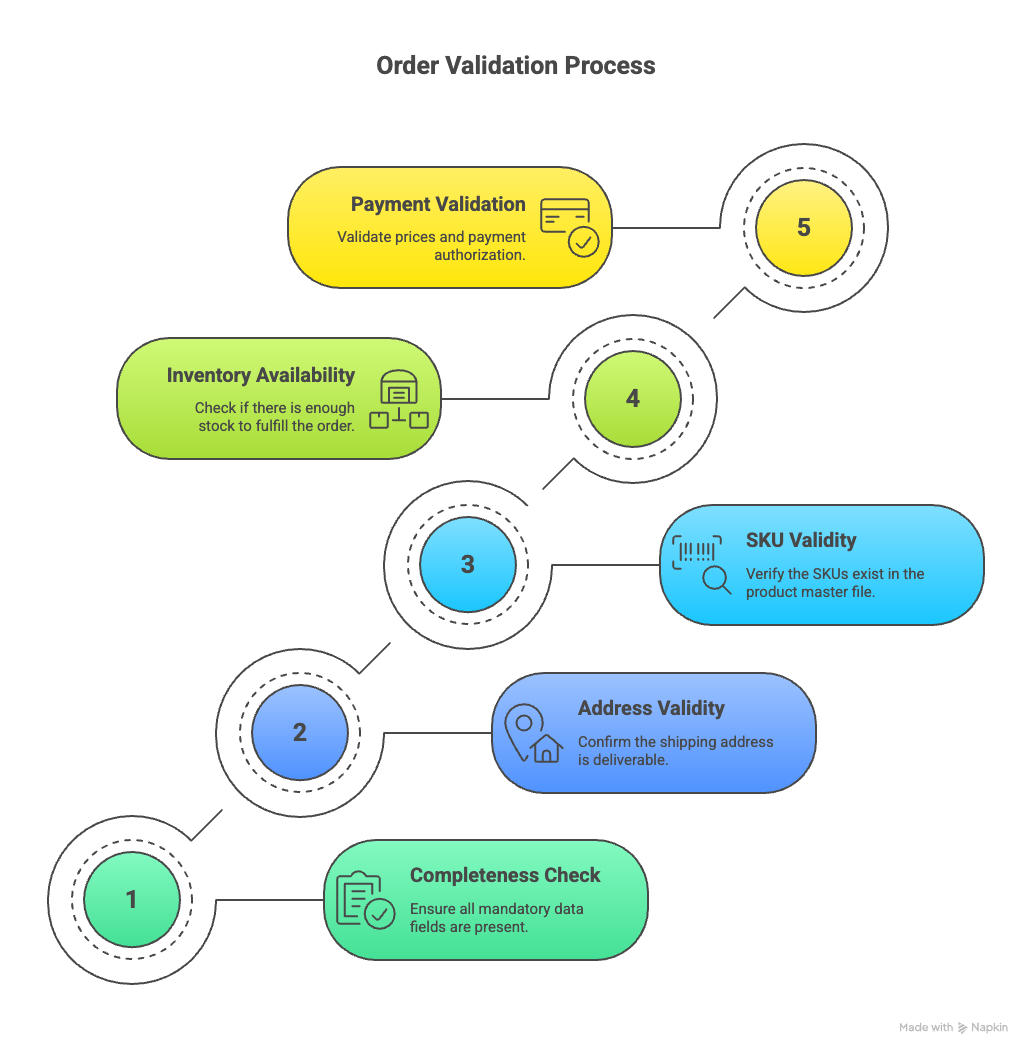 Order Validation Process
Payment Validation
Validate prices and payment
authorization.
5
Inventory Availability
Check if there is enough
stock to fulfill the order.
4
3
SKU Validity
Verify the SKUs exist in the
product master file.
2
Address Validity
Confirm the shipping address
is deliverable.
1
Completeness Check
Ensure all mandatory data
fields are present.
Made with Napkin